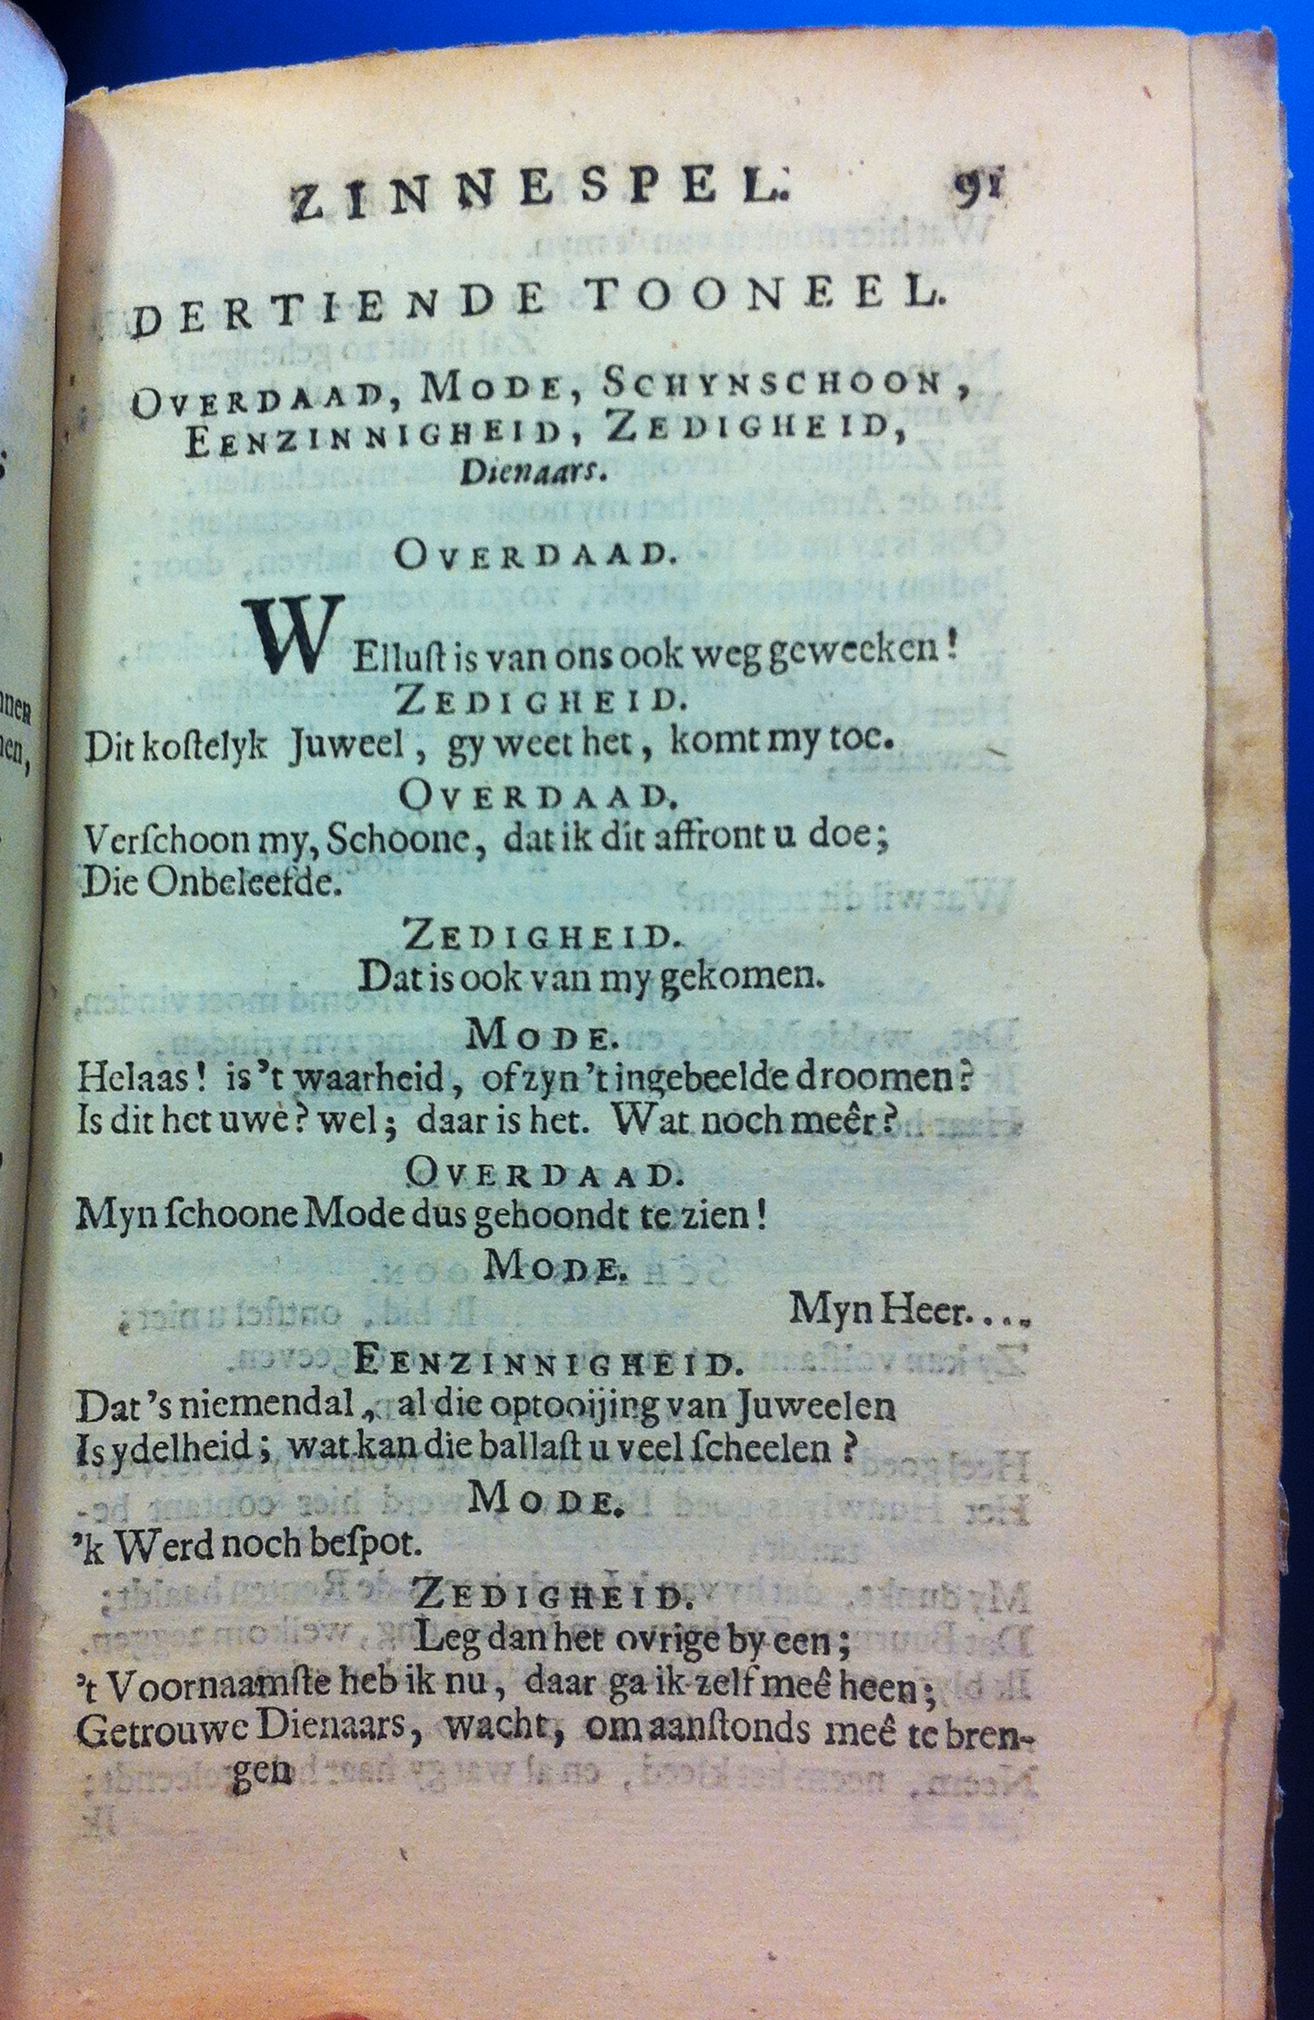 ZINNESPEL. 91
DERTIENDE TOONEEL.
OVERDAAD, MODE, SCHYNSCHOON,
EENZINNIGHEID, ZEDIGHEID,
Dienaars.
OVERDAAD.
WElluſt is van ons ook weg geweeken!
ZEDIGHEID.
Dit koſtelyk Juweel, gy weet het, komt my toe.
OVERDAAD.
Verſchoon my, Schoone, dat ik dit affront u doe;
Die Onbeleefde.
ZEDIGHEID.
Dat is ook van my gekomen.
MODE.
Helaas! is 't waarheid, of zyn 't ingebeelde droomen?
Is dit het uwe? wel; daar is het. Wat noch meêr?
OVERDAAD.
Myn ſchoone Mode dus gehoondt te zien!
MODE.
Myn Heer....
EENZINNIGHEID.
Dat 's niemendal, al die optooijing van Juweelen
Is ydelheid; wat kan die ballaſt u veel ſcheelen?
MODE.
'k Werd noch beſpot.
ZEDIGHEID.
Leg dan het ovrige by een;
't Voornaamſte heb ik nu, daar ga ik zelf meê heen;
Getrouwe Dienaars, wacht, om aanſtonds meê te bren-
gen